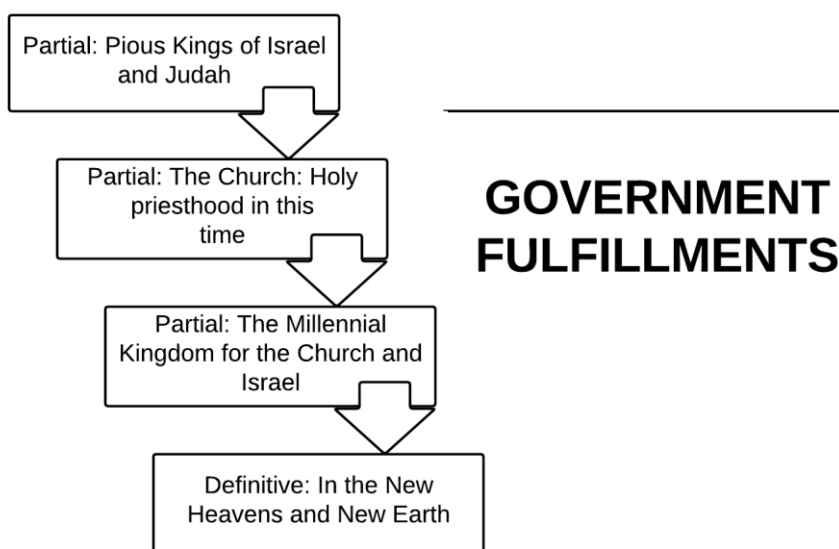 Partial: Pious Kings of Israel
and Judah
Partial: The Church: Holy
priesthood in this
time
Partial: The Millennial
Kingdom for the Church and
Israel
Definitive: In the New
Heavens and New Earth
GOVERNMENT
FULFILLMENTS